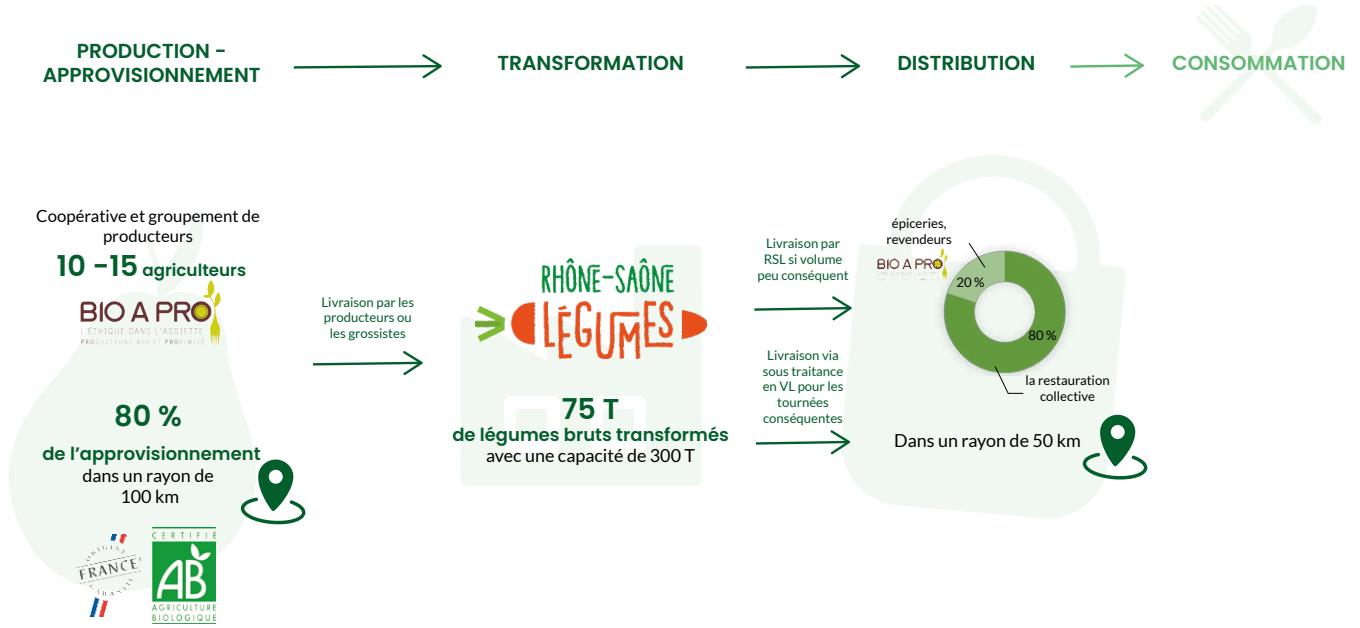 PRODUCTION -
APPROVISIONNEMENT
TRANSFORMATION
DISTRIBUTION
CONSOMMATION
Coopérative et groupement de
producteurs
10 -15 agriculteurs
BIO A PRO
L'ÉTHIQUE DANS L'ASSIETTE
PRODUCTEURS BIO ET PROXIMITÉ
80 %
de l'approvisionnement
dans un rayon de
100 km
ORIGINE
FRANCE
GARANTIE
CERTIFIÉ
AB
AGRICULTURE
BIOLOGIQUE
Livraison par les
producteurs ou
les grossistes
RHÔNE-SAÔNE
LÉGUMES
75 T
de légumes bruts transformés
avec une capacité de 300 T
Livraison par
RSL si volume
peu conséquent
Livraison via
sous traitance
en VL pour les
tournées
conséquentes
épiceries,
revendeurs
BIO A PRO
20 %
80 %
la restauration
collective
Dans un rayon de 50 km